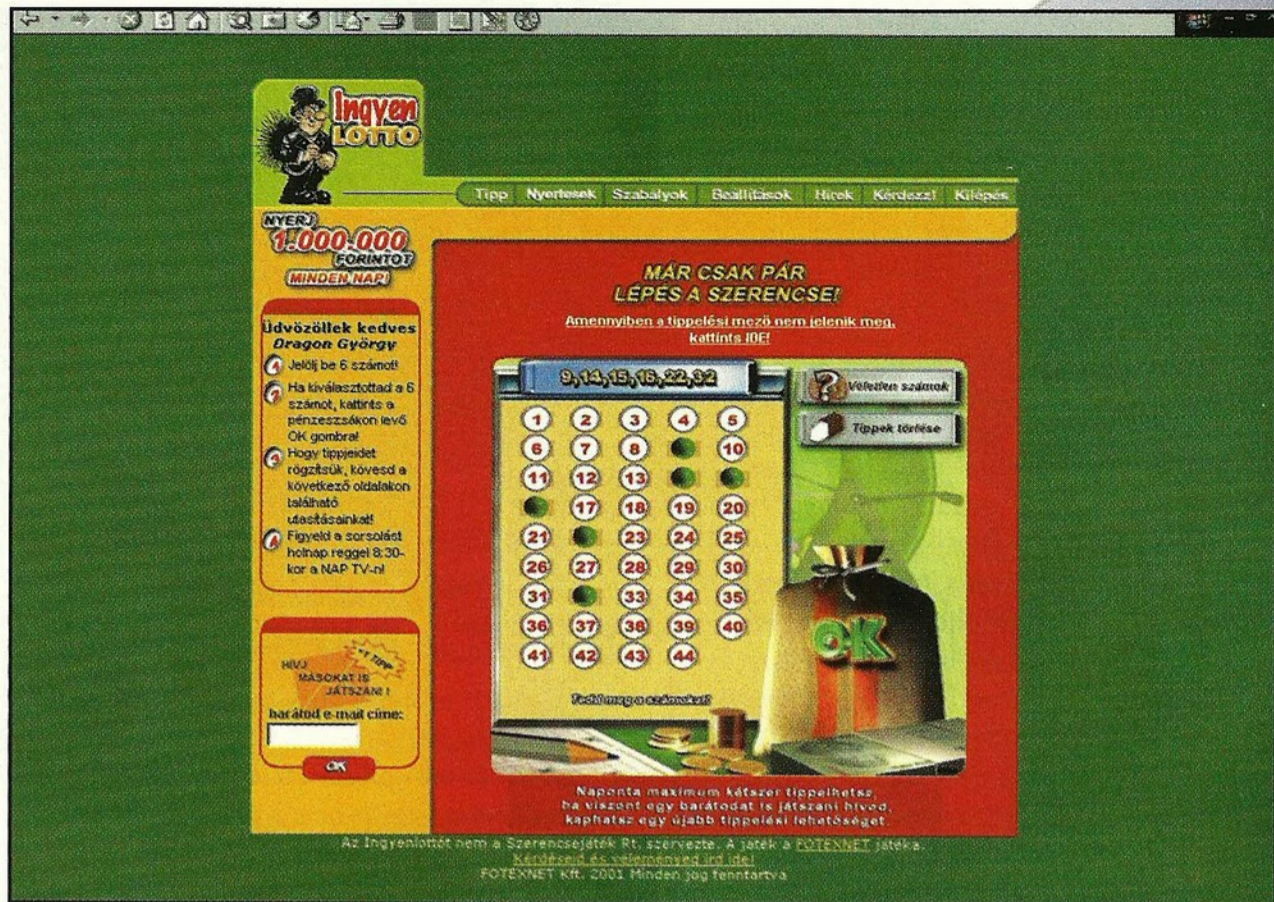 Ingyen
LOTTO
Tipp Nyertesek Szabályok Beállítások Hírek Kérdezz! Kilépés
NYERJ
1.000.000
FORINTOT
MINDEN NAP!
Üdvözöllek kedves
Dragon György
1 Jelölj be 6 számot!
2 Ha kiválasztottad a 6
számot, kattints a
pénzeszsákon levő
OK gombra!
3 Hogy tippjeidet
rögzítsük, kövesd a
következő oldalakon
található
utasításainkat!
4 Figyeld a sorsolást
holnap reggel 8:30-
kor a NAP TV-n!
+1 TIPP
HÍVJ
MÁSOKAT IS
JÁTSZANI !
barátod e-mail címe:
OK
MÁR CSAK PÁR
LÉPÉS A SZERENCSE!
Amennyiben a tippelési mező nem jelenik meg,
kattints IDE!
9,14,15,16,22,32
Véletlen számok
Tippek törlése
1 2 3 4 5
6 7 8 10
11 12 13
17 18 19 20
21 23 24 25
26 27 28 29 30
31 33 34 35
36 37 38 39 40
41 42 43 44
Tedd meg a számokat!
OK
Naponta maximum kétszer tippelhetsz,
ha viszont egy barátodat is játszani hívod,
kaphatsz egy újabb tippelési lehetőséget.
Az Ingyenlottót nem a Szerencsejáték Rt. szervezte. A játék a FOTEXNET játéka.
Kérdéseid és véleményed írd ide!
FOTEXNET Kft. 2001 Minden jog fenntartva